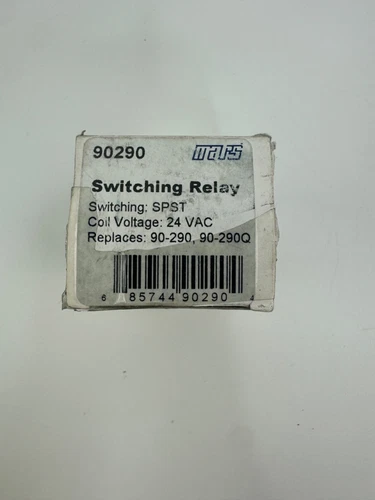 90290 mars
Switching Relay
Switching: SPST
Coil Voltage: 24 VAC
Replaces: 90-290, 90-290Q
6 85744 90290